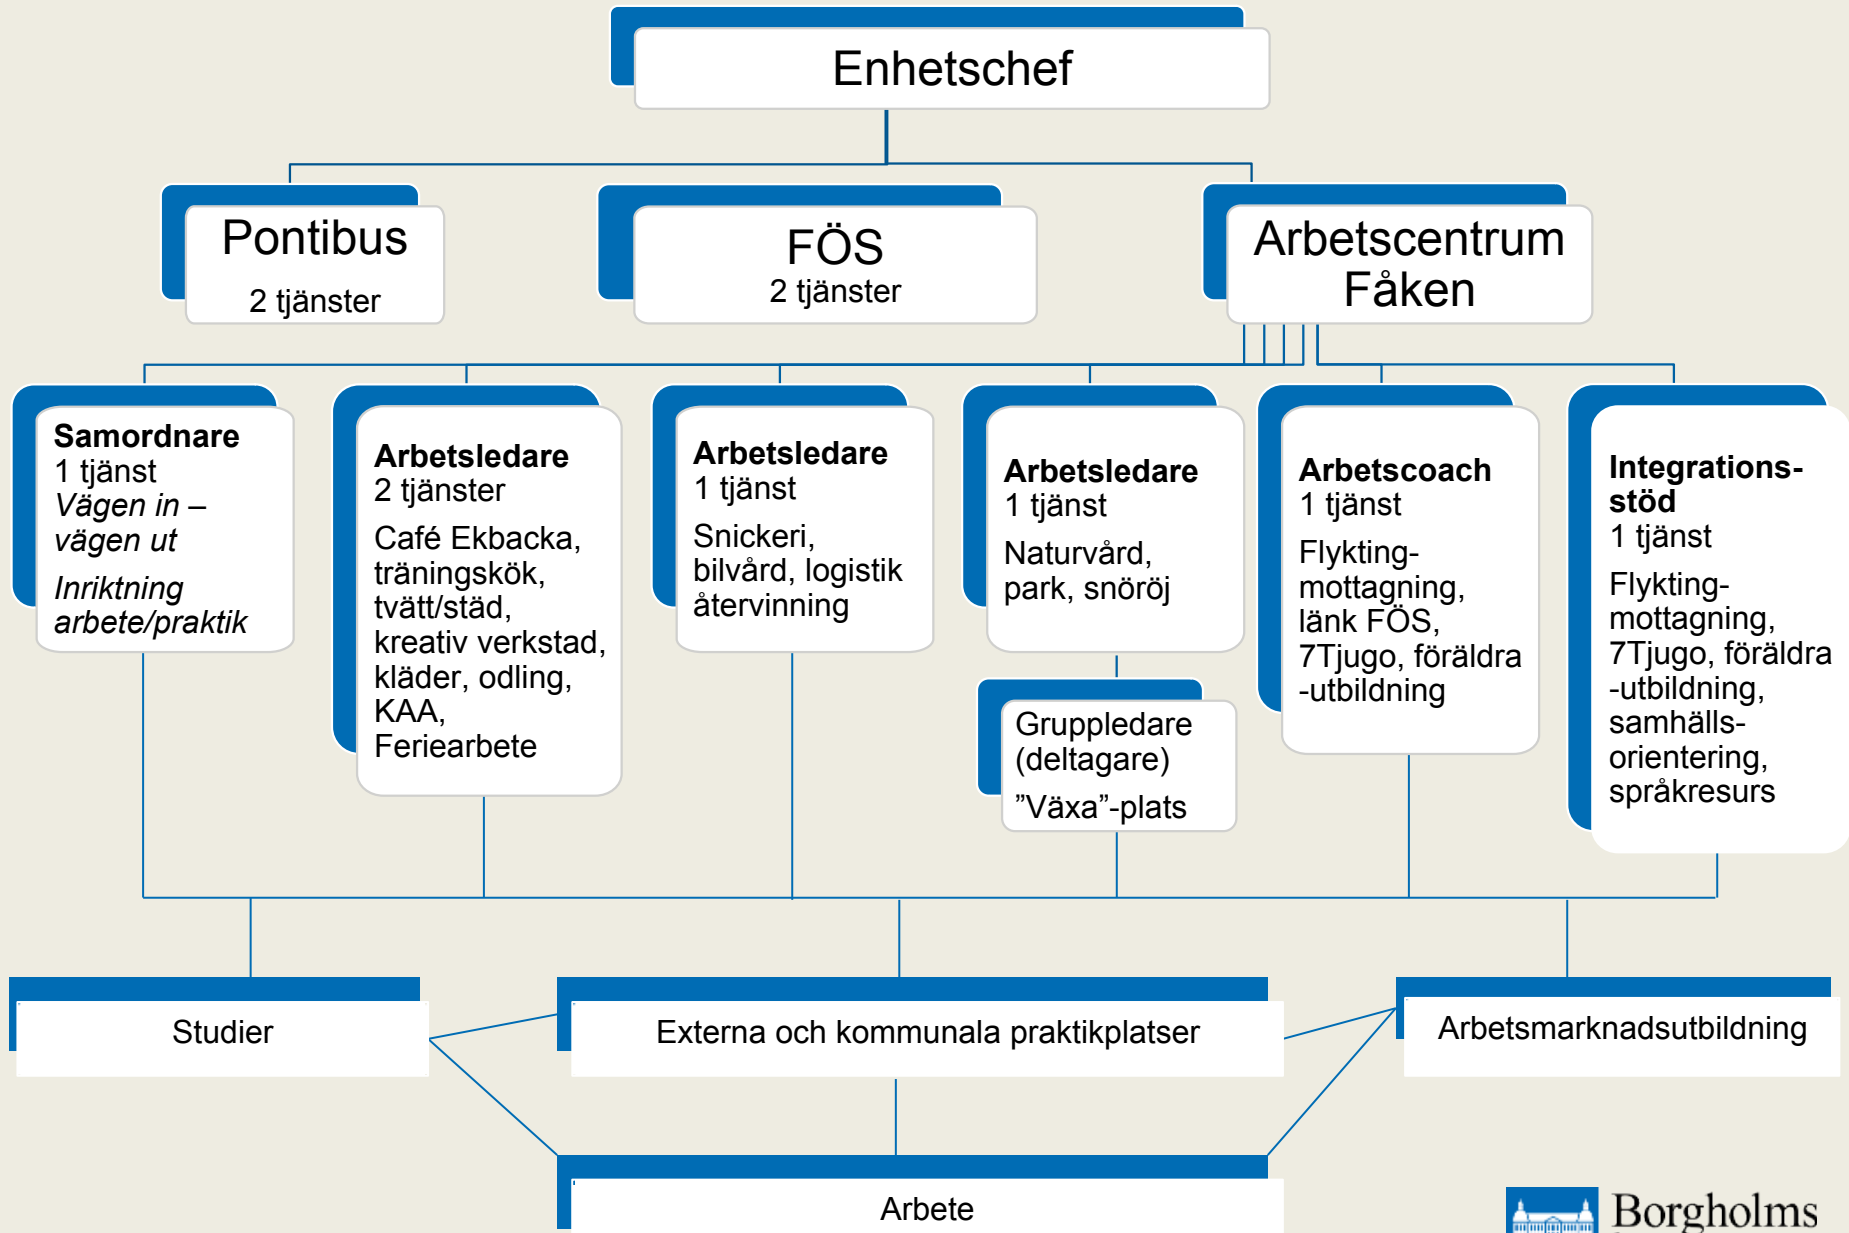 Enhetschef
Pontibus
2 tjänster
FÖS
2 tjänster
Arbetscentrum
Fåken
Samordnare
1 tjänst
Vägen in –
vägen ut
Inriktning
arbete/praktik
Arbetsledare
2 tjänster
Café Ekbacka,
träningskök,
tvätt/städ,
kreativ verkstad,
kläder, odling,
KAA,
Feriearbete
Arbetsledare
1 tjänst
Snickeri,
bilvård, logistik
återvinning
Arbetsledare
1 tjänst
Naturvård,
park, snöröj
Gruppledare
(deltagare)
”Växa”-plats
Arbetscoach
1 tjänst
Flykting-
mottagning,
länk FÖS,
7Tjugo, föräldra
-utbildning
Integrations-
stöd
1 tjänst
Flykting-
mottagning,
7Tjugo, föräldra
-utbildning,
samhälls-
orientering,
språkresurs
Studier
Externa och kommunala praktikplatser
Arbetsmarknadsutbildning
Arbete
Borgholms